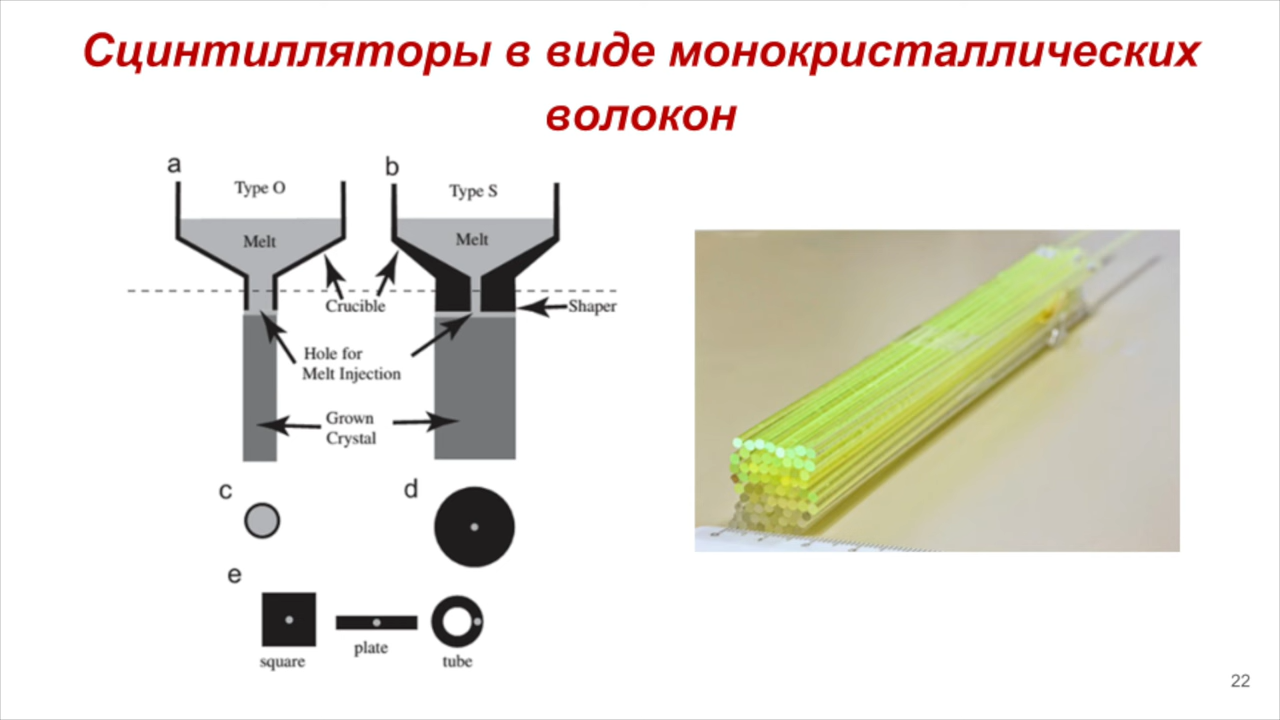 Сцинтилляторы в виде монокристаллических
волокон
a
b
Type O
Type S
Melt
Melt
Crucible
Shaper
Hole for
Melt Injection
Grown
Crystal
c
d
e
square
plate
tube
22